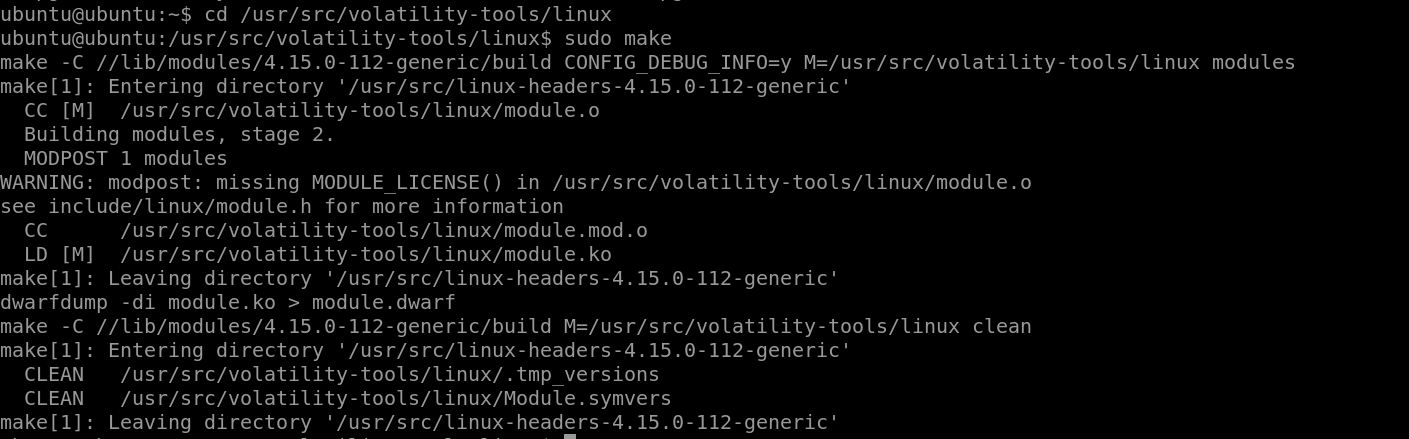 ubuntu@ubuntu:~$ cd /usr/src/volatility-tools/linux
ubuntu@ubuntu:/usr/src/volatility-tools/linux$ sudo make
make -C //lib/modules/4.15.0-112-generic/build CONFIG_DEBUG_INFO=y M=/usr/src/volatility-tools/linux modules
make[1]: Entering directory '/usr/src/linux-headers-4.15.0-112-generic'
  CC [M]  /usr/src/volatility-tools/linux/module.o
  Building modules, stage 2.
  MODPOST 1 modules
WARNING: modpost: missing MODULE_LICENSE() in /usr/src/volatility-tools/linux/module.o
see include/linux/module.h for more information
  CC      /usr/src/volatility-tools/linux/module.mod.o
  LD [M]  /usr/src/volatility-tools/linux/module.ko
make[1]: Leaving directory '/usr/src/linux-headers-4.15.0-112-generic'
dwarfdump -di module.ko > module.dwarf
make -C //lib/modules/4.15.0-112-generic/build M=/usr/src/volatility-tools/linux clean
make[1]: Entering directory '/usr/src/linux-headers-4.15.0-112-generic'
  CLEAN   /usr/src/volatility-tools/linux/.tmp_versions
  CLEAN   /usr/src/volatility-tools/linux/Module.symvers
make[1]: Leaving directory '/usr/src/linux-headers-4.15.0-112-generic'